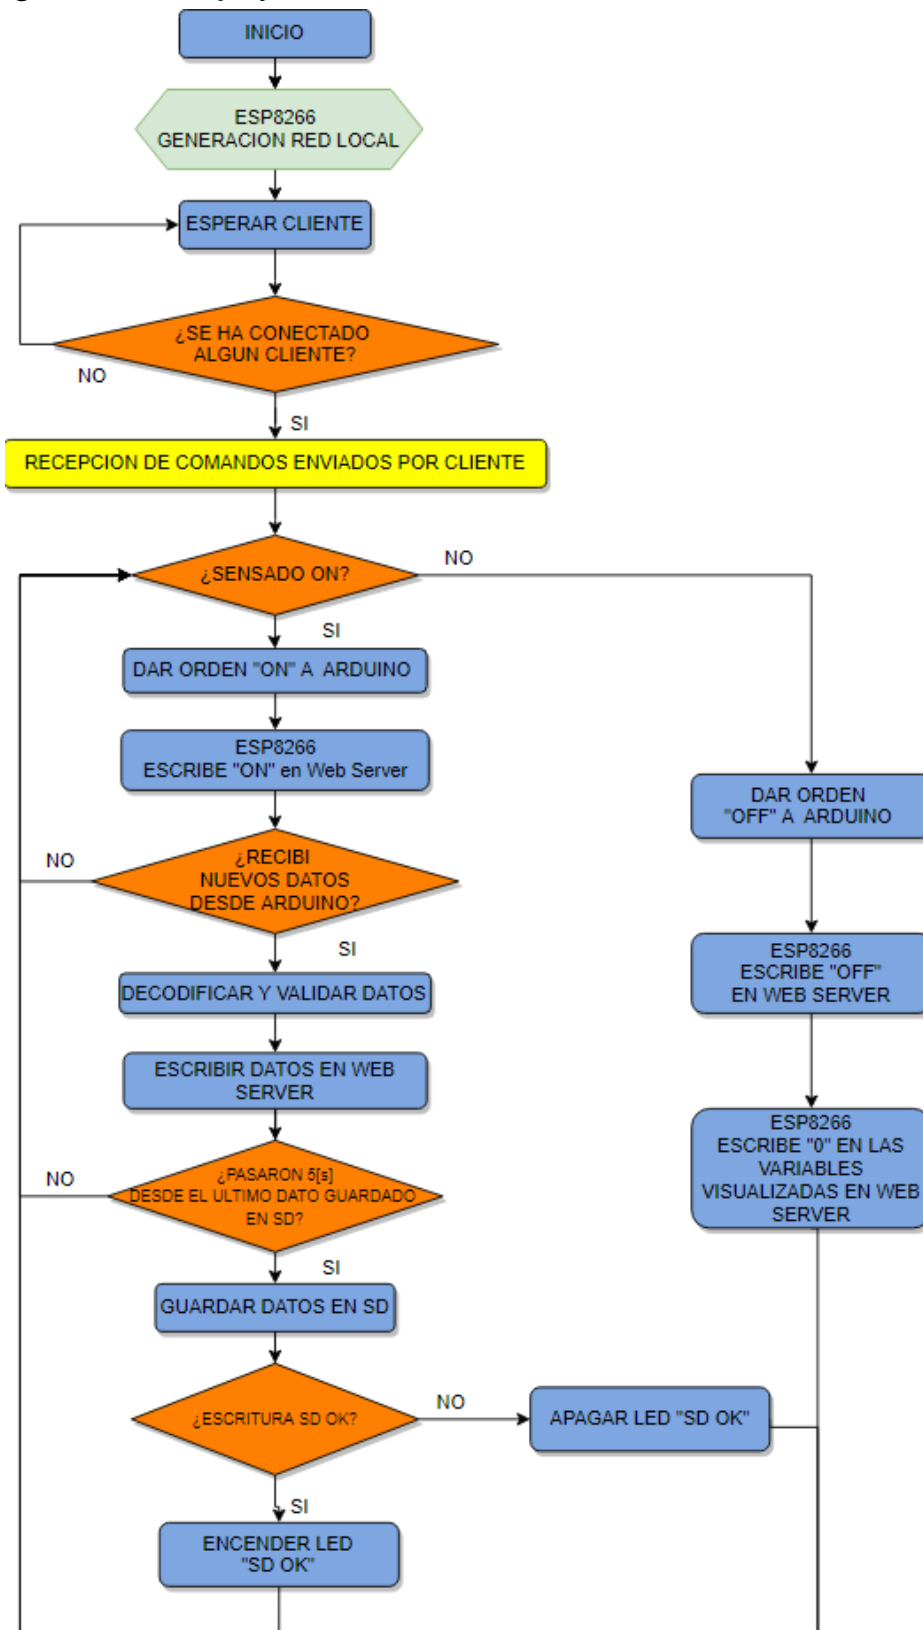 INICIO
ESP8266
GENERACION RED LOCAL
ESPERAR CLIENTE
¿SE HA CONECTADO
ALGUN CLIENTE?
NO
SI
RECEPCION DE COMANDOS ENVIADOS POR CLIENTE
¿SENSADO ON?
NO
SI
DAR ORDEN "ON" A ARDUINO
ESP8266
ESCRIBE "ON" en Web Server
DAR ORDEN
"OFF" A ARDUINO
¿RECIBI
NUEVOS DATOS
DESDE ARDUINO?
NO
SI
ESP8266
ESCRIBE "OFF"
EN WEB SERVER
DECODIFICAR Y VALIDAR DATOS
ESCRIBIR DATOS EN WEB
SERVER
ESP8266
ESCRIBE "0" EN LAS
VARIABLES
VISUALIZADAS EN WEB
SERVER
¿PASARON 5[s]
DESDE EL ULTIMO DATO GUARDADO
EN SD?
NO
SI
GUARDAR DATOS EN SD
¿ESCRITURA SD OK?
NO
APAGAR LED "SD OK"
SI
ENCENDER LED
"SD OK"